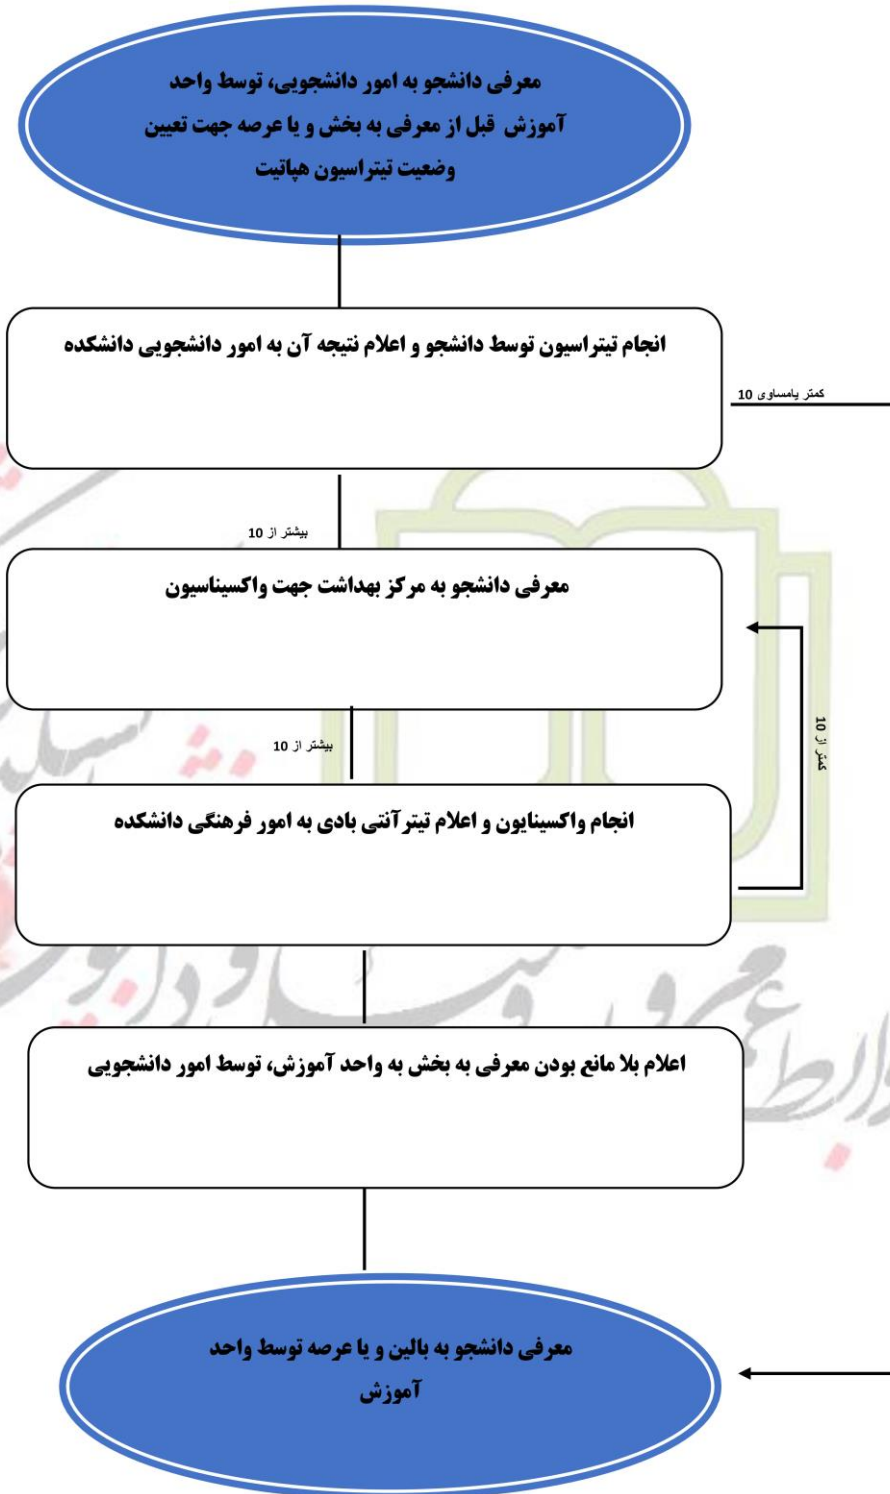 معرفی دانشجو به امور دانشجویی، توسط واحد
آموزش قبل از معرفی به بخش و یا عرصه جهت تعیین
وضعیت تیتراسیون هپاتیت
انجام تیتراسیون توسط دانشجو و اعلام نتیجه آن به امور دانشجویی دانشکده
کمتر یامساوی 10
بیشتر از 10
معرفی دانشجو به مرکز بهداشت جهت واکسیناسیون
کمتر از 10
بیشتر از 10
انجام واکسینایون و اعلام تیترآنتی بادی به امور فرهنگی دانشکده
اعلام بلا مانع بودن معرفی به بخش به واحد آموزش، توسط امور دانشجویی
معرفی دانشجو به بالین و یا عرصه توسط واحد
آموزش